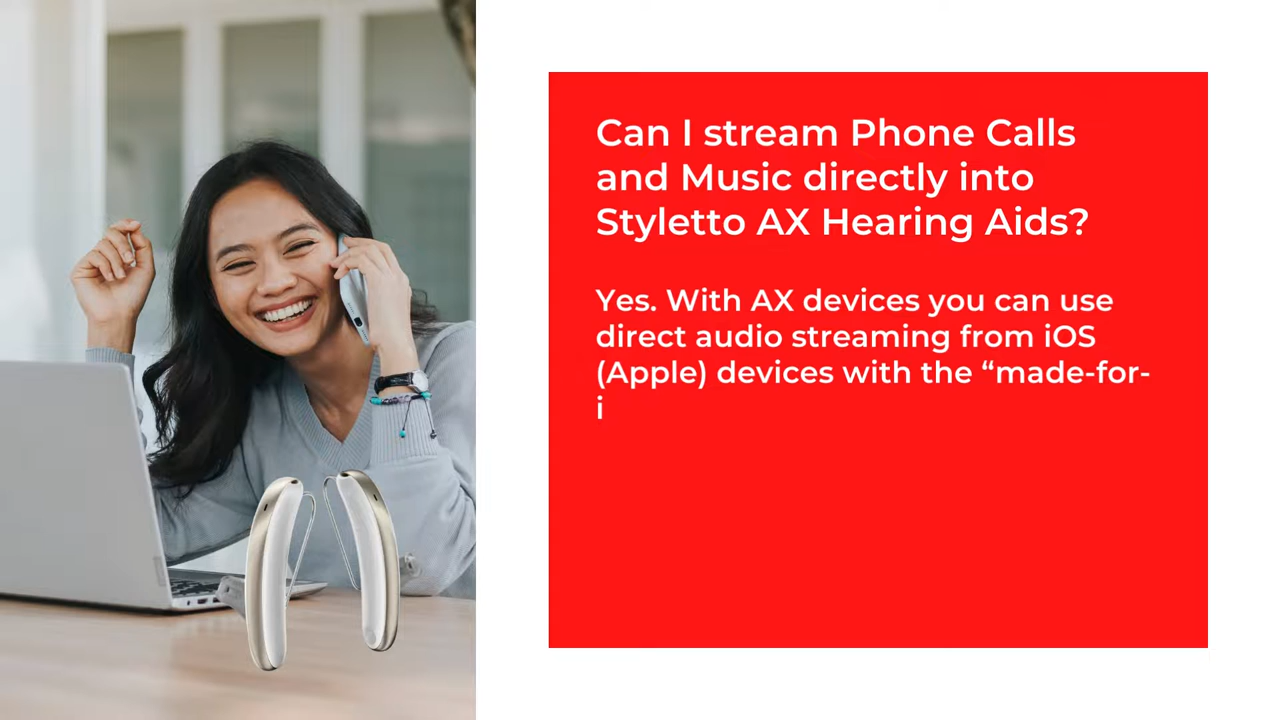 Can I stream Phone Calls
and Music directly into
Styletto AX Hearing Aids?
Yes. With AX devices you can use
direct audio streaming from iOS
(Apple) devices with the “made-for-
i